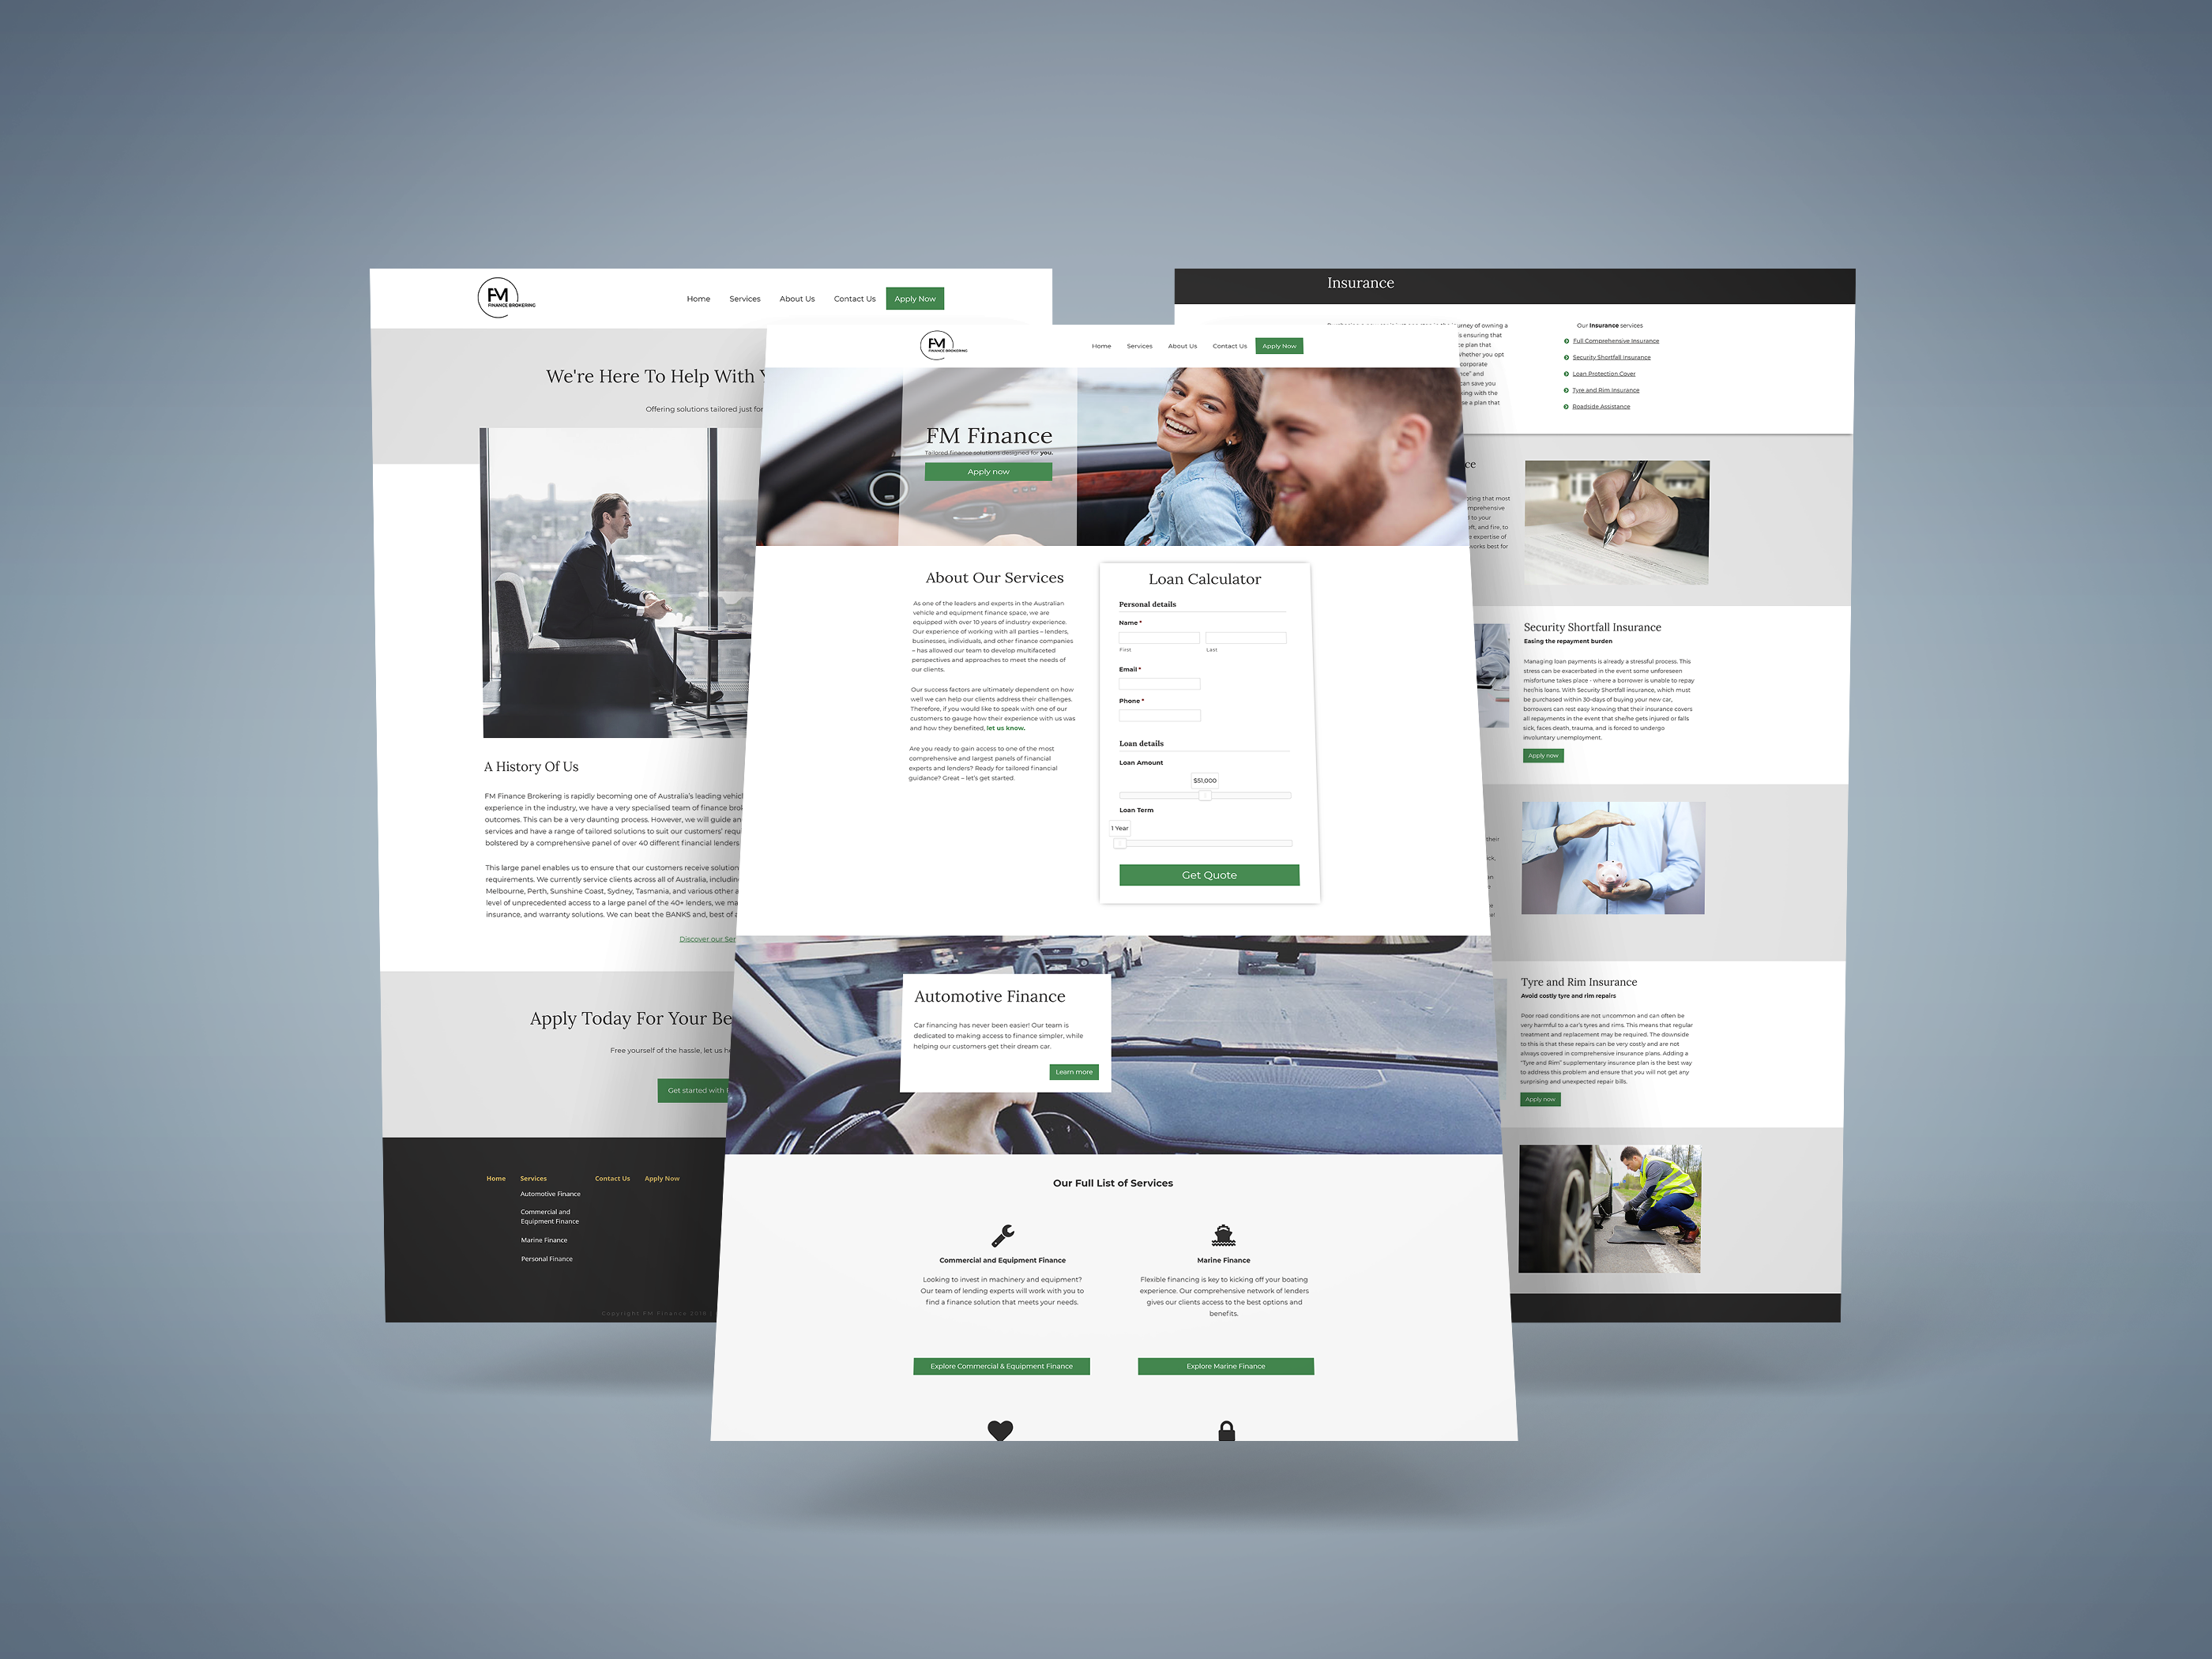 FM
FINANCE BROKERING
Home
Services
About Us
Contact Us
Apply Now
We're Here To Help With
Offering solutions tailored just for
A History Of Us
FM Finance Brokering is rapidly becoming one of Australia's leading
experience in the industry, we have a very specialised team of finance
outcomes. This can be a very daunting process. However, we will guide
services and have a range of tailored solutions to suit our customers'
bolstered by a comprehensive panel of over 40 different financial lenders
This large panel enables us to ensure that our customers receive
requirements. We currently service clients across all of Australia,
Melbourne, Perth, Sunshine Coast, Sydney, Tasmania, and various other
level of unprecedented access to a large panel of the 40+ lenders, we
insurance, and warranty solutions. We can beat the BANKS and, best of
Discover our
Apply Today For Your
Free yourself of the hassle, let us
Get started with
Home
Services
Contact Us
Apply Now
Automotive Finance
Commercial and
Equipment Finance
Marine Finance
Personal Finance
Copyright FM Finance
FM
FINANCE BROKERING
Home
Services
About Us
Contact Us
Apply Now
FM Finance
Tailored finance solutions designed for you.
Apply now
About Our Services
As one of the leaders and experts in the Australian
vehicle and equipment finance space, we are
equipped with over 10 years of industry experience.
Our experience of working with all parties – lenders,
businesses, individuals, and other finance companies
– has allowed our team to develop multifaceted
perspectives and approaches to meet the needs of
our clients.
Our success factors are ultimately dependent on how
well we can help our clients address their challenges.
Therefore, if you would like to speak with one of our
customers to gauge how their experience with us was
and how they benefited, let us know.
Are you ready to gain access to one of the most
comprehensive and largest panels of financial
experts and lenders? Ready for tailored financial
guidance? Great – let's get started.
Loan Calculator
Personal details
Name *
First
Last
Email *
Phone *
Loan details
Loan Amount
$51,000
Loan Term
1 Year
Get Quote
Automotive Finance
Car financing has never been easier! Our team is
dedicated to making access to finance simpler, while
helping our customers get their dream car.
Learn more
Our Full List of Services
Commercial and Equipment Finance
Looking to invest in machinery and equipment?
Our team of lending experts will work with you to
find a finance solution that meets your needs.
Explore Commercial & Equipment Finance
Marine Finance
Flexible financing is key to kicking off your boating
experience. Our comprehensive network of lenders
gives our clients access to the best options and
benefits.
Explore Marine Finance
Insurance
of owning a
ensuring that
plan that
whether you opt
corporate
and
can save you
with the
a plan that
Our Insurance services
Full Comprehensive Insurance
Security Shortfall Insurance
Loan Protection Cover
Tyre and Rim Insurance
Roadside Assistance
that most
to your
and fire, to
expertise of
works best for
Security Shortfall Insurance
Easing the repayment burden
Managing loan payments is already a stressful process. This
stress can be exacerbated in the event some unforeseen
misfortune takes place - where a borrower is unable to repay
her/his loans. With Security Shortfall insurance, which must
be purchased within 30-days of buying your new car,
borrowers can rest easy knowing that their insurance covers
all repayments in the event that she/he gets injured or falls
sick, faces death, trauma, and is forced to undergo
involuntary unemployment.
Apply now
their
Tyre and Rim Insurance
Avoid costly tyre and rim repairs
Poor road conditions are not uncommon and can often be
very harmful to a car's tyres and rims. This means that regular
treatment and replacement may be required. The downside
to this is that these repairs can be very costly and are not
always covered in comprehensive insurance plans. Adding a
"Tyre and Rim" supplementary insurance plan is the best way
to address this problem and ensure that you will not get any
surprising and unexpected repair bills.
Apply now